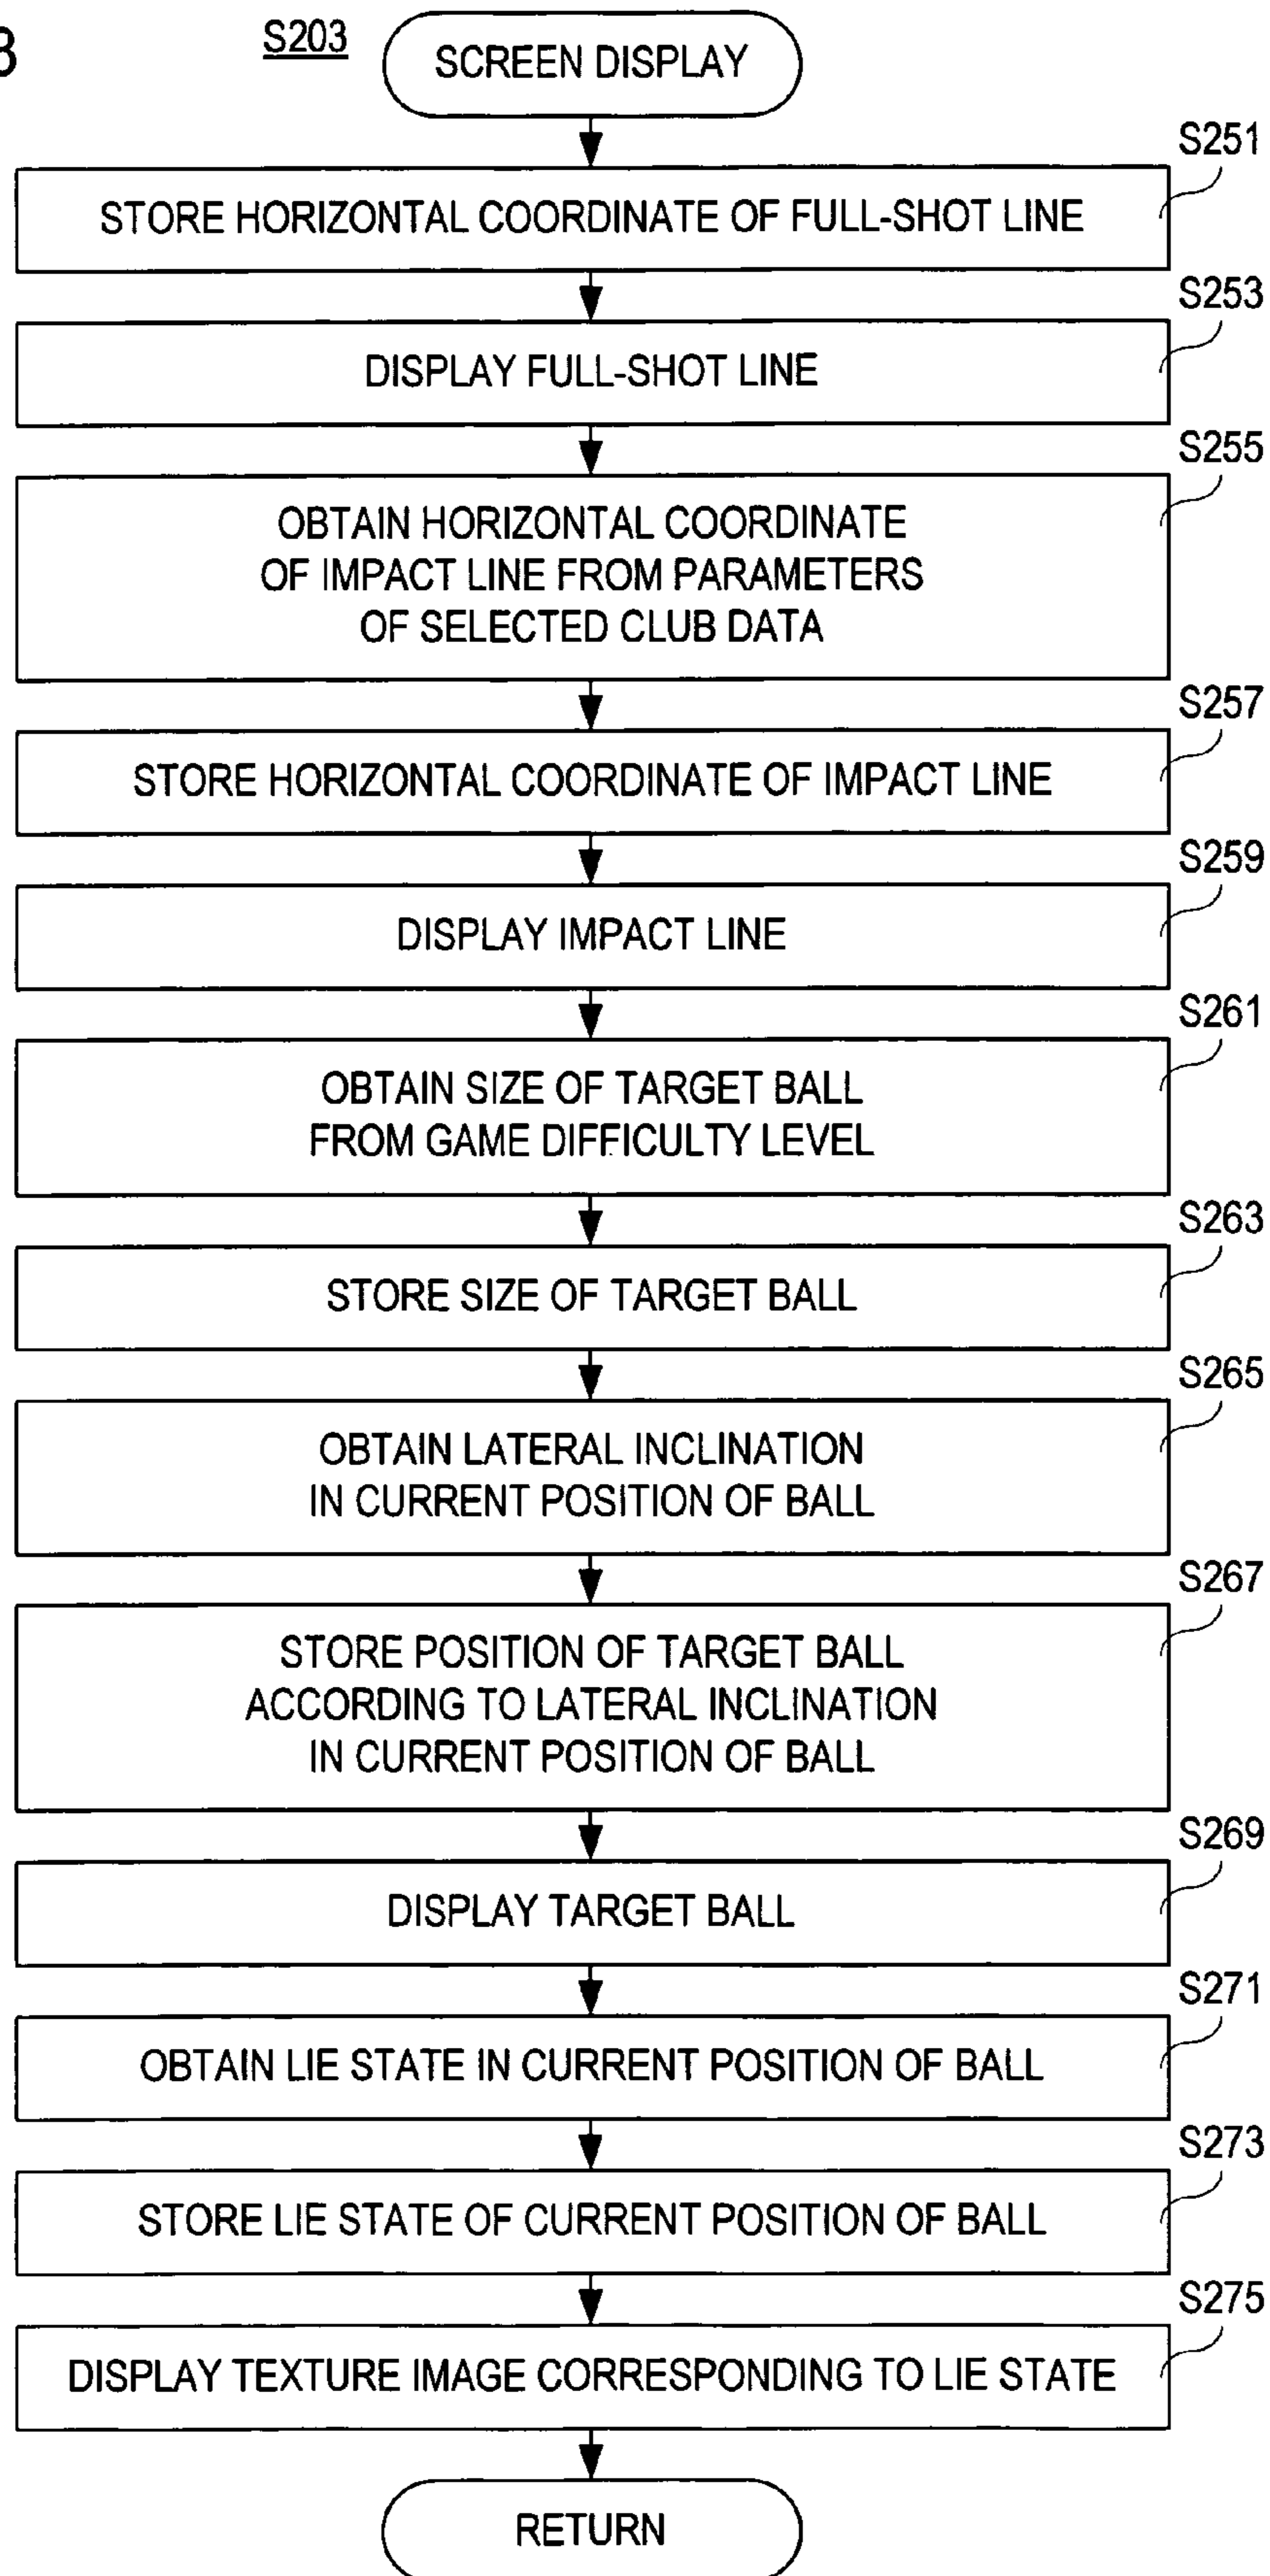 3
S203
SCREEN DISPLAY
S251
STORE HORIZONTAL COORDINATE OF FULL-SHOT LINE
S253
DISPLAY FULL-SHOT LINE
S255
OBTAIN HORIZONTAL COORDINATE
OF IMPACT LINE FROM PARAMETERS
OF SELECTED CLUB DATA
S257
STORE HORIZONTAL COORDINATE OF IMPACT LINE
S259
DISPLAY IMPACT LINE
S261
OBTAIN SIZE OF TARGET BALL
FROM GAME DIFFICULTY LEVEL
S263
STORE SIZE OF TARGET BALL
S265
OBTAIN LATERAL INCLINATION
IN CURRENT POSITION OF BALL
S267
STORE POSITION OF TARGET BALL
ACCORDING TO LATERAL INCLINATION
IN CURRENT POSITION OF BALL
S269
DISPLAY TARGET BALL
S271
OBTAIN LIE STATE IN CURRENT POSITION OF BALL
S273
STORE LIE STATE OF CURRENT POSITION OF BALL
S275
DISPLAY TEXTURE IMAGE CORRESPONDING TO LIE STATE
RETURN